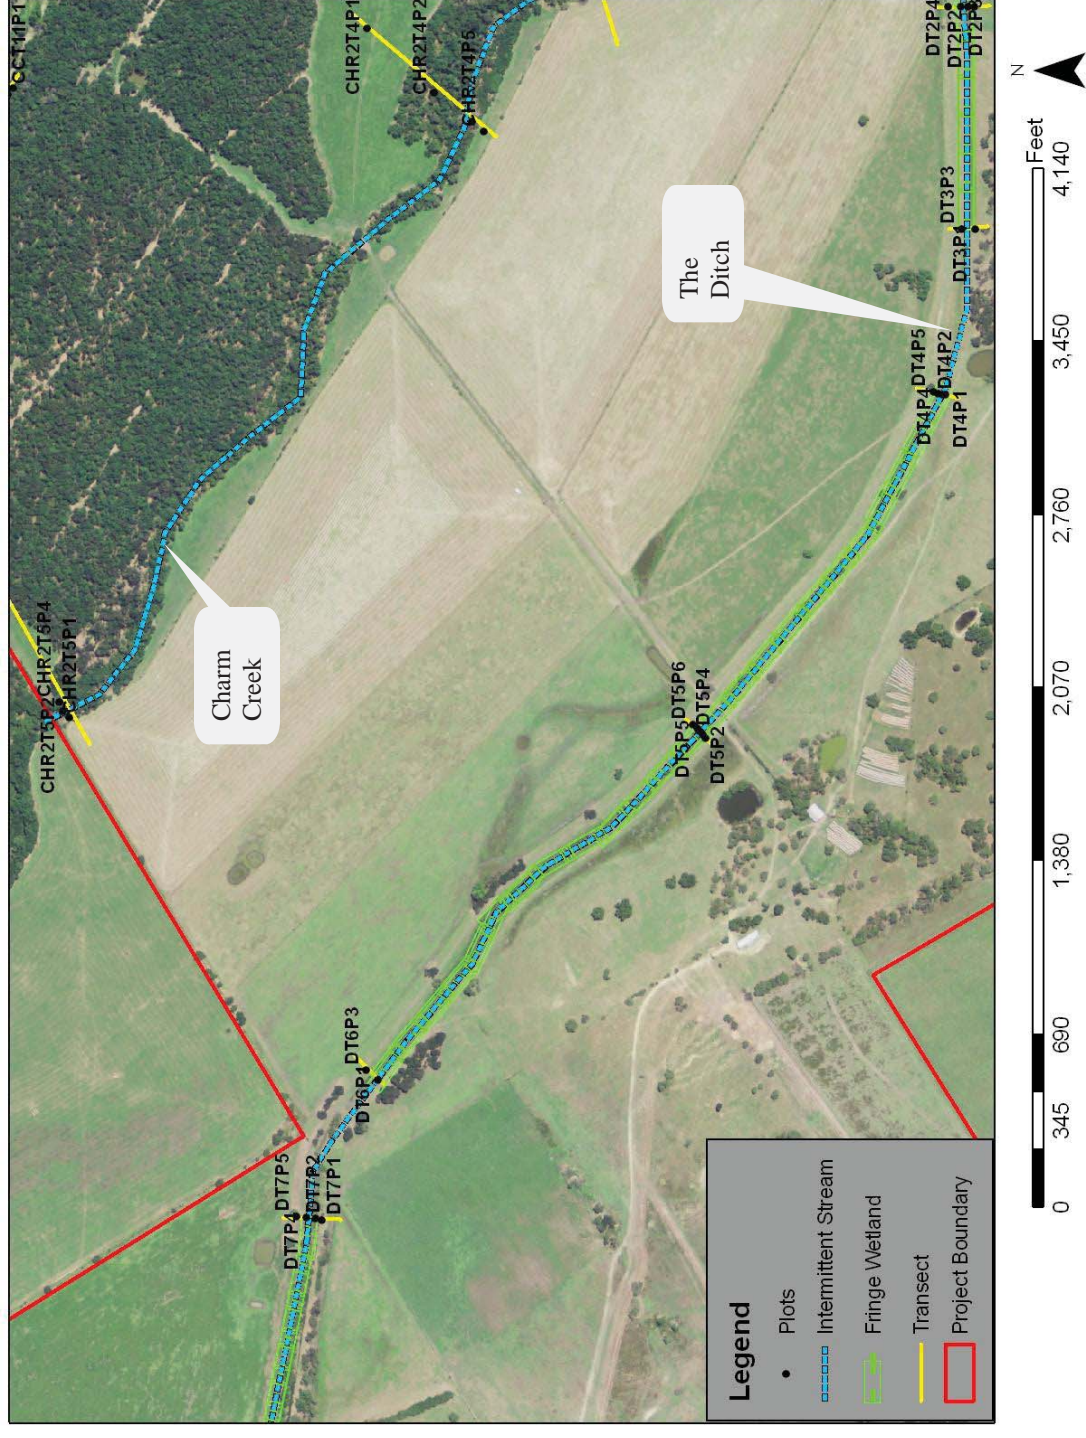 CCT11P1
CHR2T4P1
CHR2T4P2
CHR2T4P5
CHR2T5P2
CHR2T5P4
CHR2T5P1
Charm
Creek
The
Ditch
DT2P4
DT2P2
DT3P3
DT3P1
DT4P5
DT4P4
DT4P2
DT4P1
DT5P6
DT5P5
DT5P4
DT5P2
DT6P3
DT6P1
DT7P5
DT7P4
DT7P2
DT7P1
Legend
Plots
Intermittent Stream
Fringe Wetland
Transect
Project Boundary
0 345 690 1,380 2,070 2,760 3,450 4,140
Feet
N